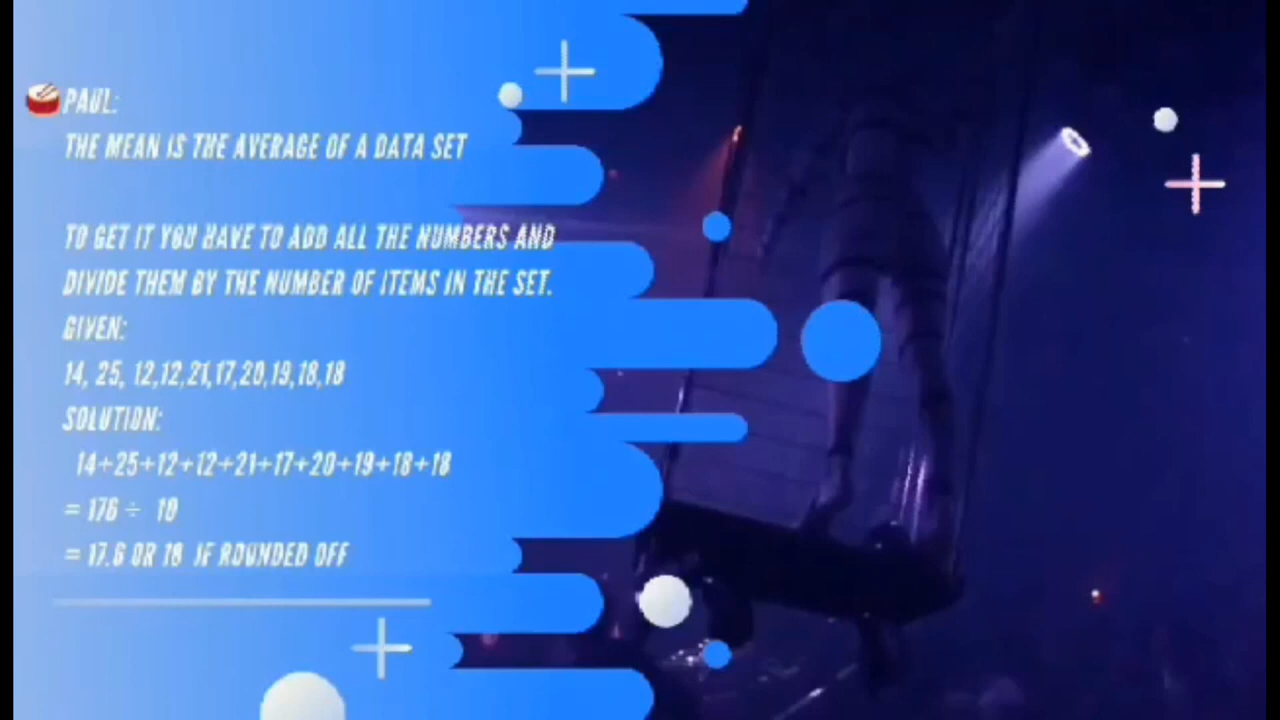 PAUL:
THE MEAN IS THE AVERAGE OF A DATA SET
TO GET IT YOU HAVE TO ADD ALL THE NUMBERS AND
DIVIDE THEM BY THE NUMBER OF ITEMS IN THE SET.
GIVEN:
14, 25, 12,12,21,17,20,19,18,18
SOLUTION:
14+25+12+12+21+17+20+19+18+18
= 176 ÷ 10
= 17.6 OR 18 IF ROUNDED OFF